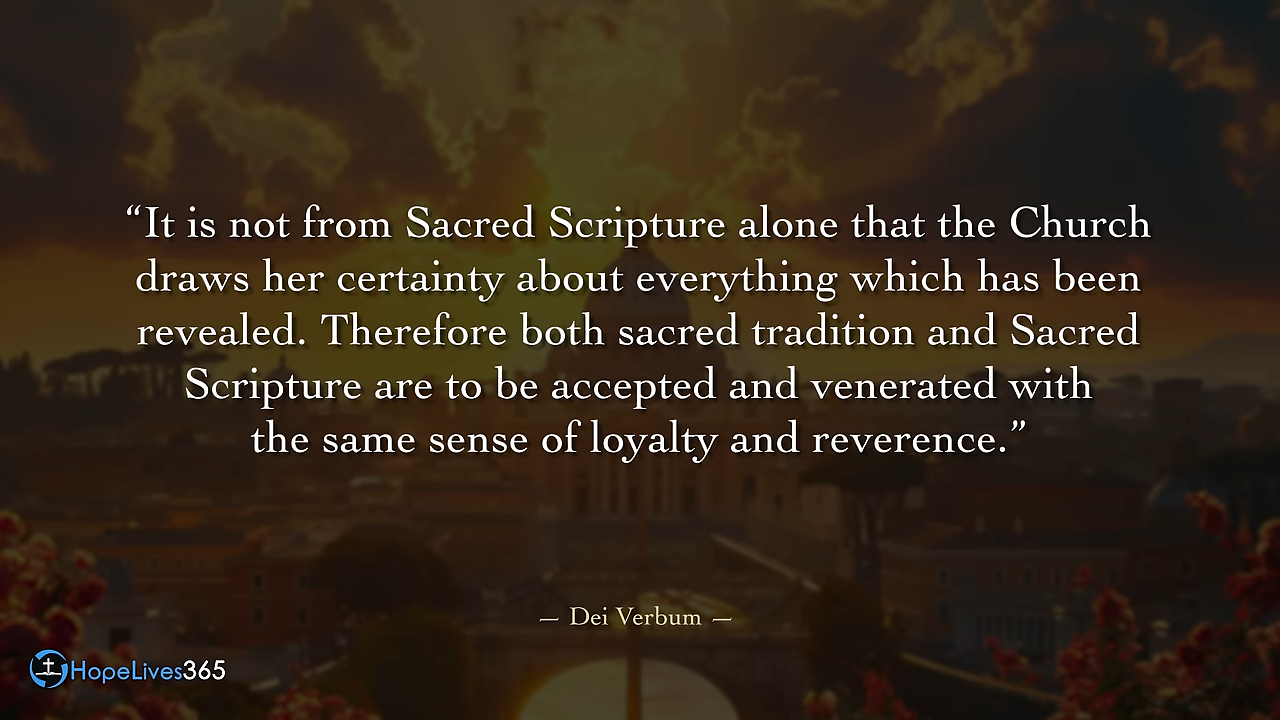 “It is not from Sacred Scripture alone that the Church
draws her certainty about everything which has been
revealed. Therefore both sacred tradition and Sacred
Scripture are to be accepted and venerated with
the same sense of loyalty and reverence.”
— Dei Verbum —
HopeLives365